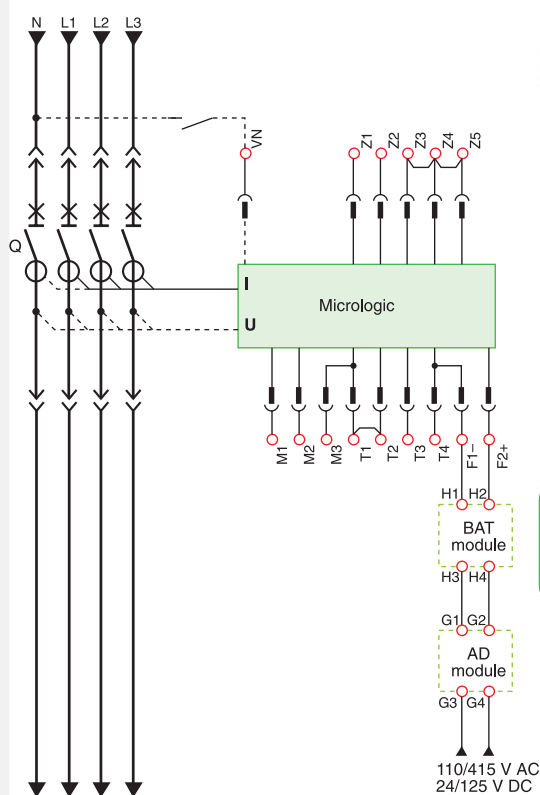 N L1 L2 L3
VN
Z1 Z2 Z3 Z4 Z5
Q
I
Micrologic
U
M1 M2 M3 T1 T2 T3 T4 F1– F2+
H1 H2
BAT
module
H3 H4
G1 G2
AD
module
G3 G4
110/415 V AC
24/125 V DC